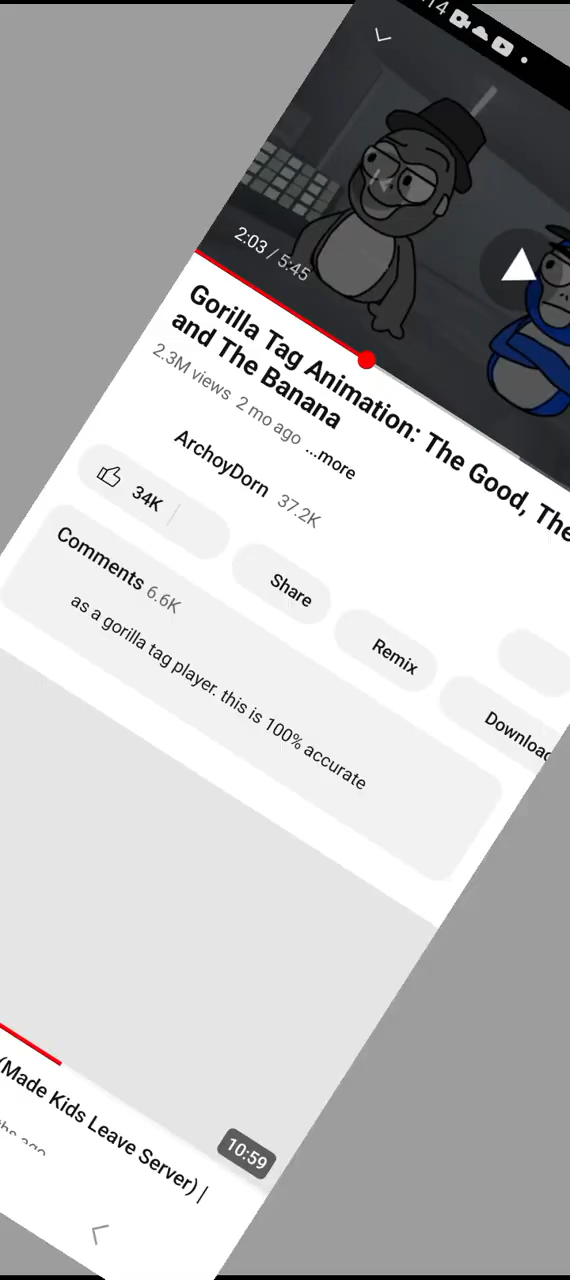 :14
2:03 / 5:45
Gorilla Tag Animation: The Good, The
and The Banana
2.3M views 2 mo ago ...more
ArchoyDorn 37.2K
34K
Share
Remix
Download
Comments 6.6K
as a gorilla tag player. this is 100% accurate
10:59
(Made Kids Leave Server) |
ago